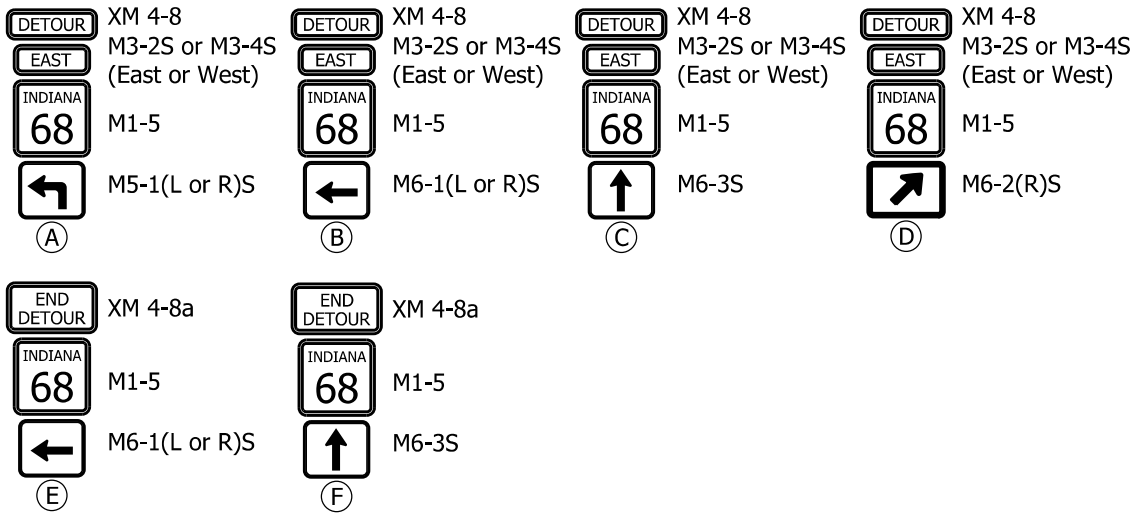 DETOUR XM 4-8
EAST M3-2S or M3-4S
(East or West)
INDIANA
68 M1-5
M5-1(L or R)S
A
DETOUR XM 4-8
EAST M3-2S or M3-4S
(East or West)
INDIANA
68 M1-5
M6-1(L or R)S
B
DETOUR XM 4-8
EAST M3-2S or M3-4S
(East or West)
INDIANA
68 M1-5
M6-3S
C
DETOUR XM 4-8
EAST M3-2S or M3-4S
(East or West)
INDIANA
68 M1-5
M6-2(R)S
D
END
DETOUR XM 4-8a
INDIANA
68 M1-5
M6-1(L or R)S
E
END
DETOUR XM 4-8a
INDIANA
68 M1-5
M6-3S
F